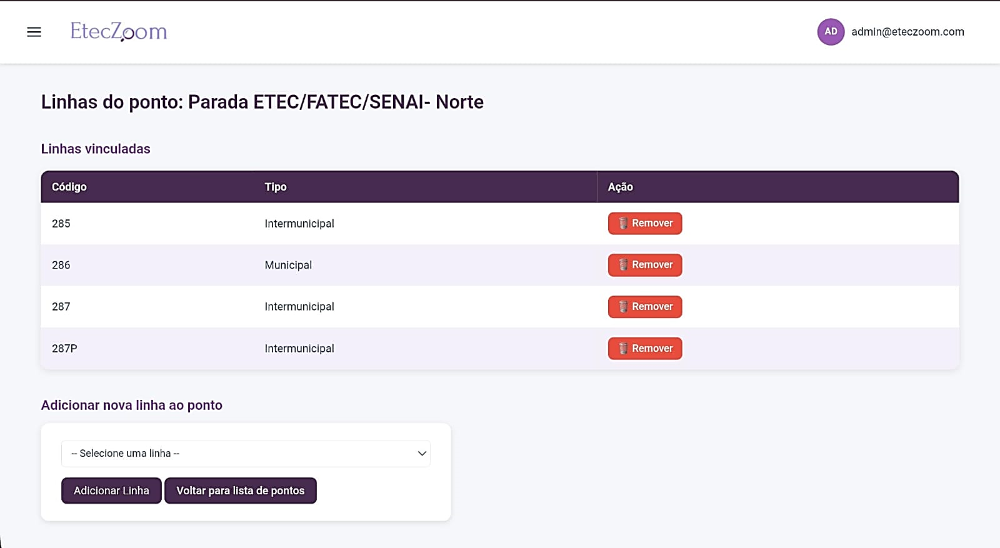 EtecZoom
AD admin@eteczoom.com
Linhas do ponto: Parada ETEC/FATEC/SENAI- Norte
Linhas vinculadas
Código Tipo Ação
285 Intermunicipal Remover
286 Municipal Remover
287 Intermunicipal Remover
287P Intermunicipal Remover
Adicionar nova linha ao ponto
-- Selecione uma linha --
Adicionar Linha Voltar para lista de pontos